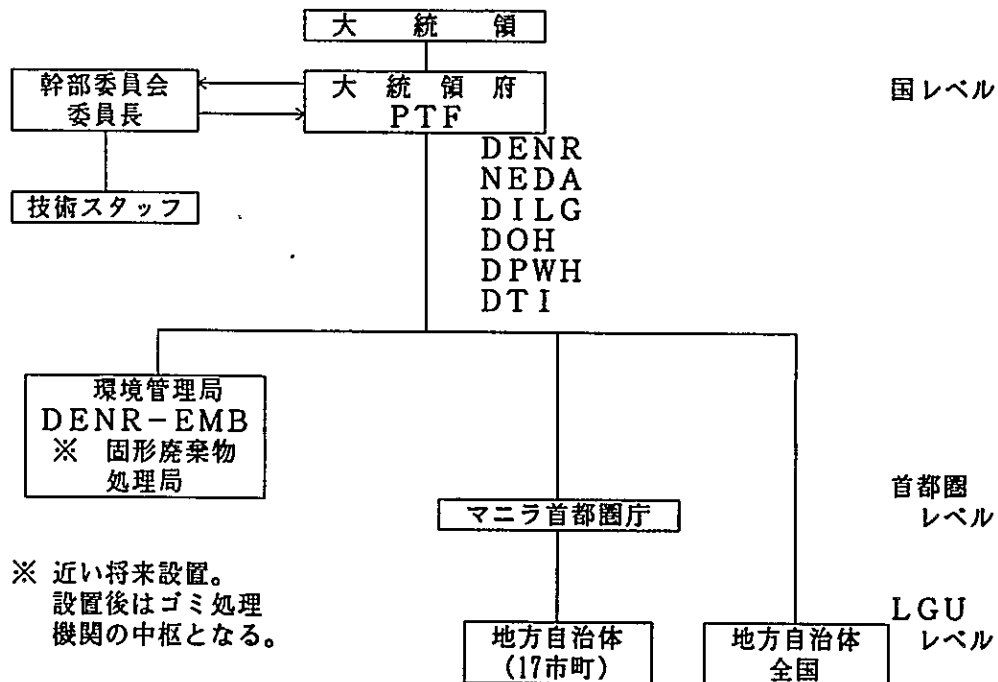 大統領
幹部委員会
委員長
大統領府
PTF
国レベル
技術スタッフ
DENR
NEDA
DILG
DOH
DPWH
DTI
環境管理局
DENR-EMB
※ 固形廃棄物
処理局
マニラ首都圏庁
首都圏
レベル
※ 近い将来設置。
設置後はゴミ処理
機関の中枢となる。
地方自治体
(17市町)
地方自治体
全国
LGU
レベル